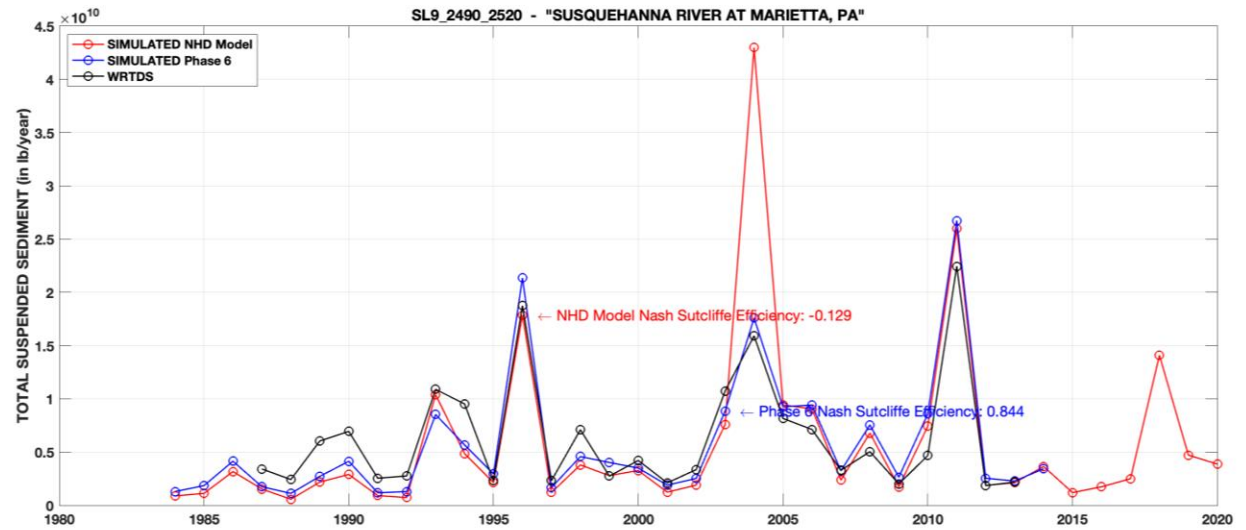 SL9_2490_2520 - "SUSQUEHANNA RIVER AT MARIETTA, PA"
×10^10
4.5
4
3.5
3
2.5
2
1.5
1
0.5
0
TOTAL SUSPENDED SEDIMENT (in lb/year)
SIMULATED NHD Model
SIMULATED Phase 6
WRTDS
← NHD Model Nash Sutcliffe Efficiency: -0.129
← Phase 6 Nash Sutcliffe Efficiency: 0.844
1980 1985 1990 1995 2000 2005 2010 2015 2020